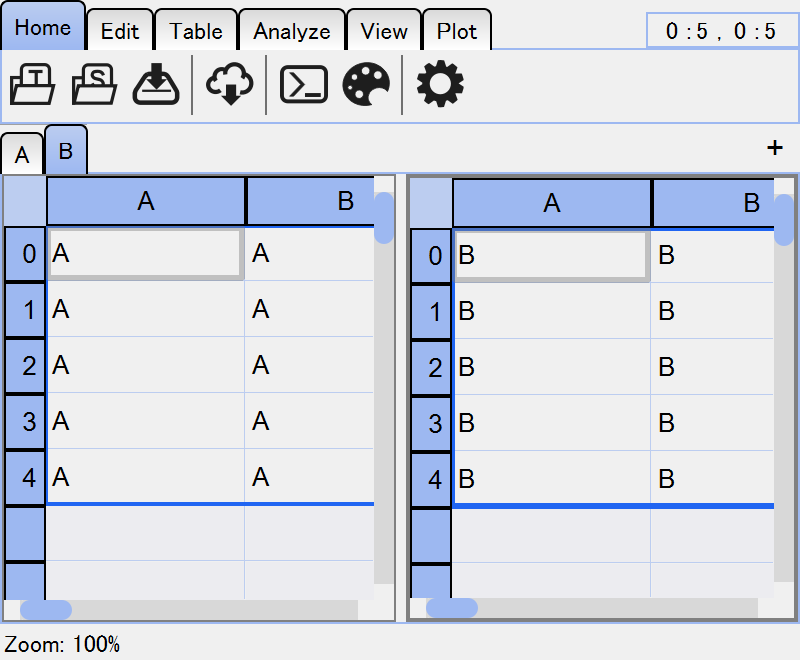 Home Edit Table Analyze View Plot 0:5, 0:5
T S
A B +
A B A B
0 A A 0 B B
1 A A 1 B B
2 A A 2 B B
3 A A 3 B B
4 A A 4 B B
Zoom: 100%